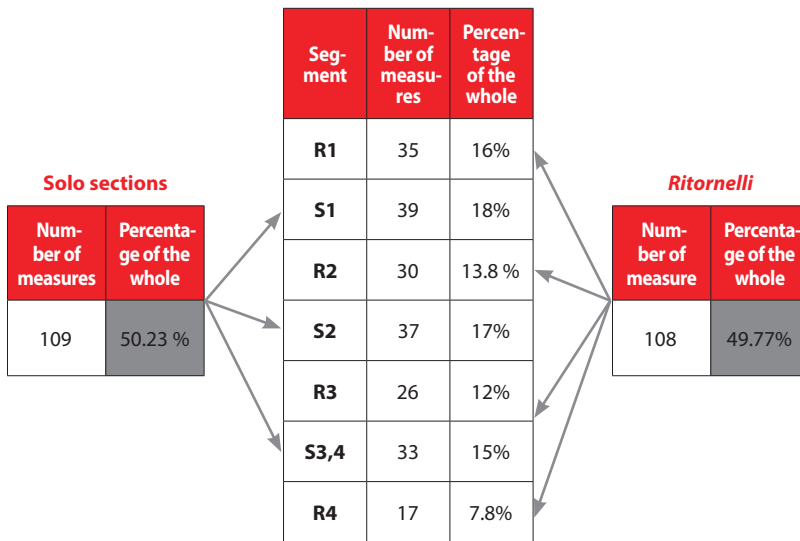 Solo sections
Num-
ber of
measures
Percenta-
ge of the
whole
109
50.23 %
Seg-
ment
Num-
ber of
measu-
res
Percen-
tage
of the
whole
R1 35 16%
S1 39 18%
R2 30 13.8 %
S2 37 17%
R3 26 12%
S3,4 33 15%
R4 17 7.8%
Ritornelli
Num-
ber of
measure
Percenta-
ge of the
whole
108
49.77%